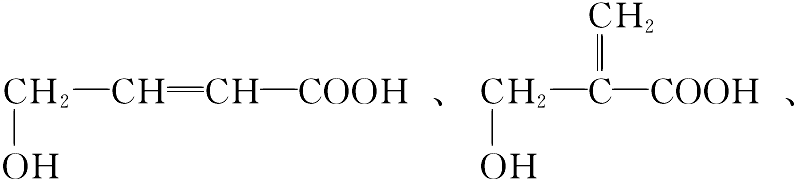 CH₂
CH₂—CH=CH—COOH 、 CH₂—C—COOH 、
OH OH